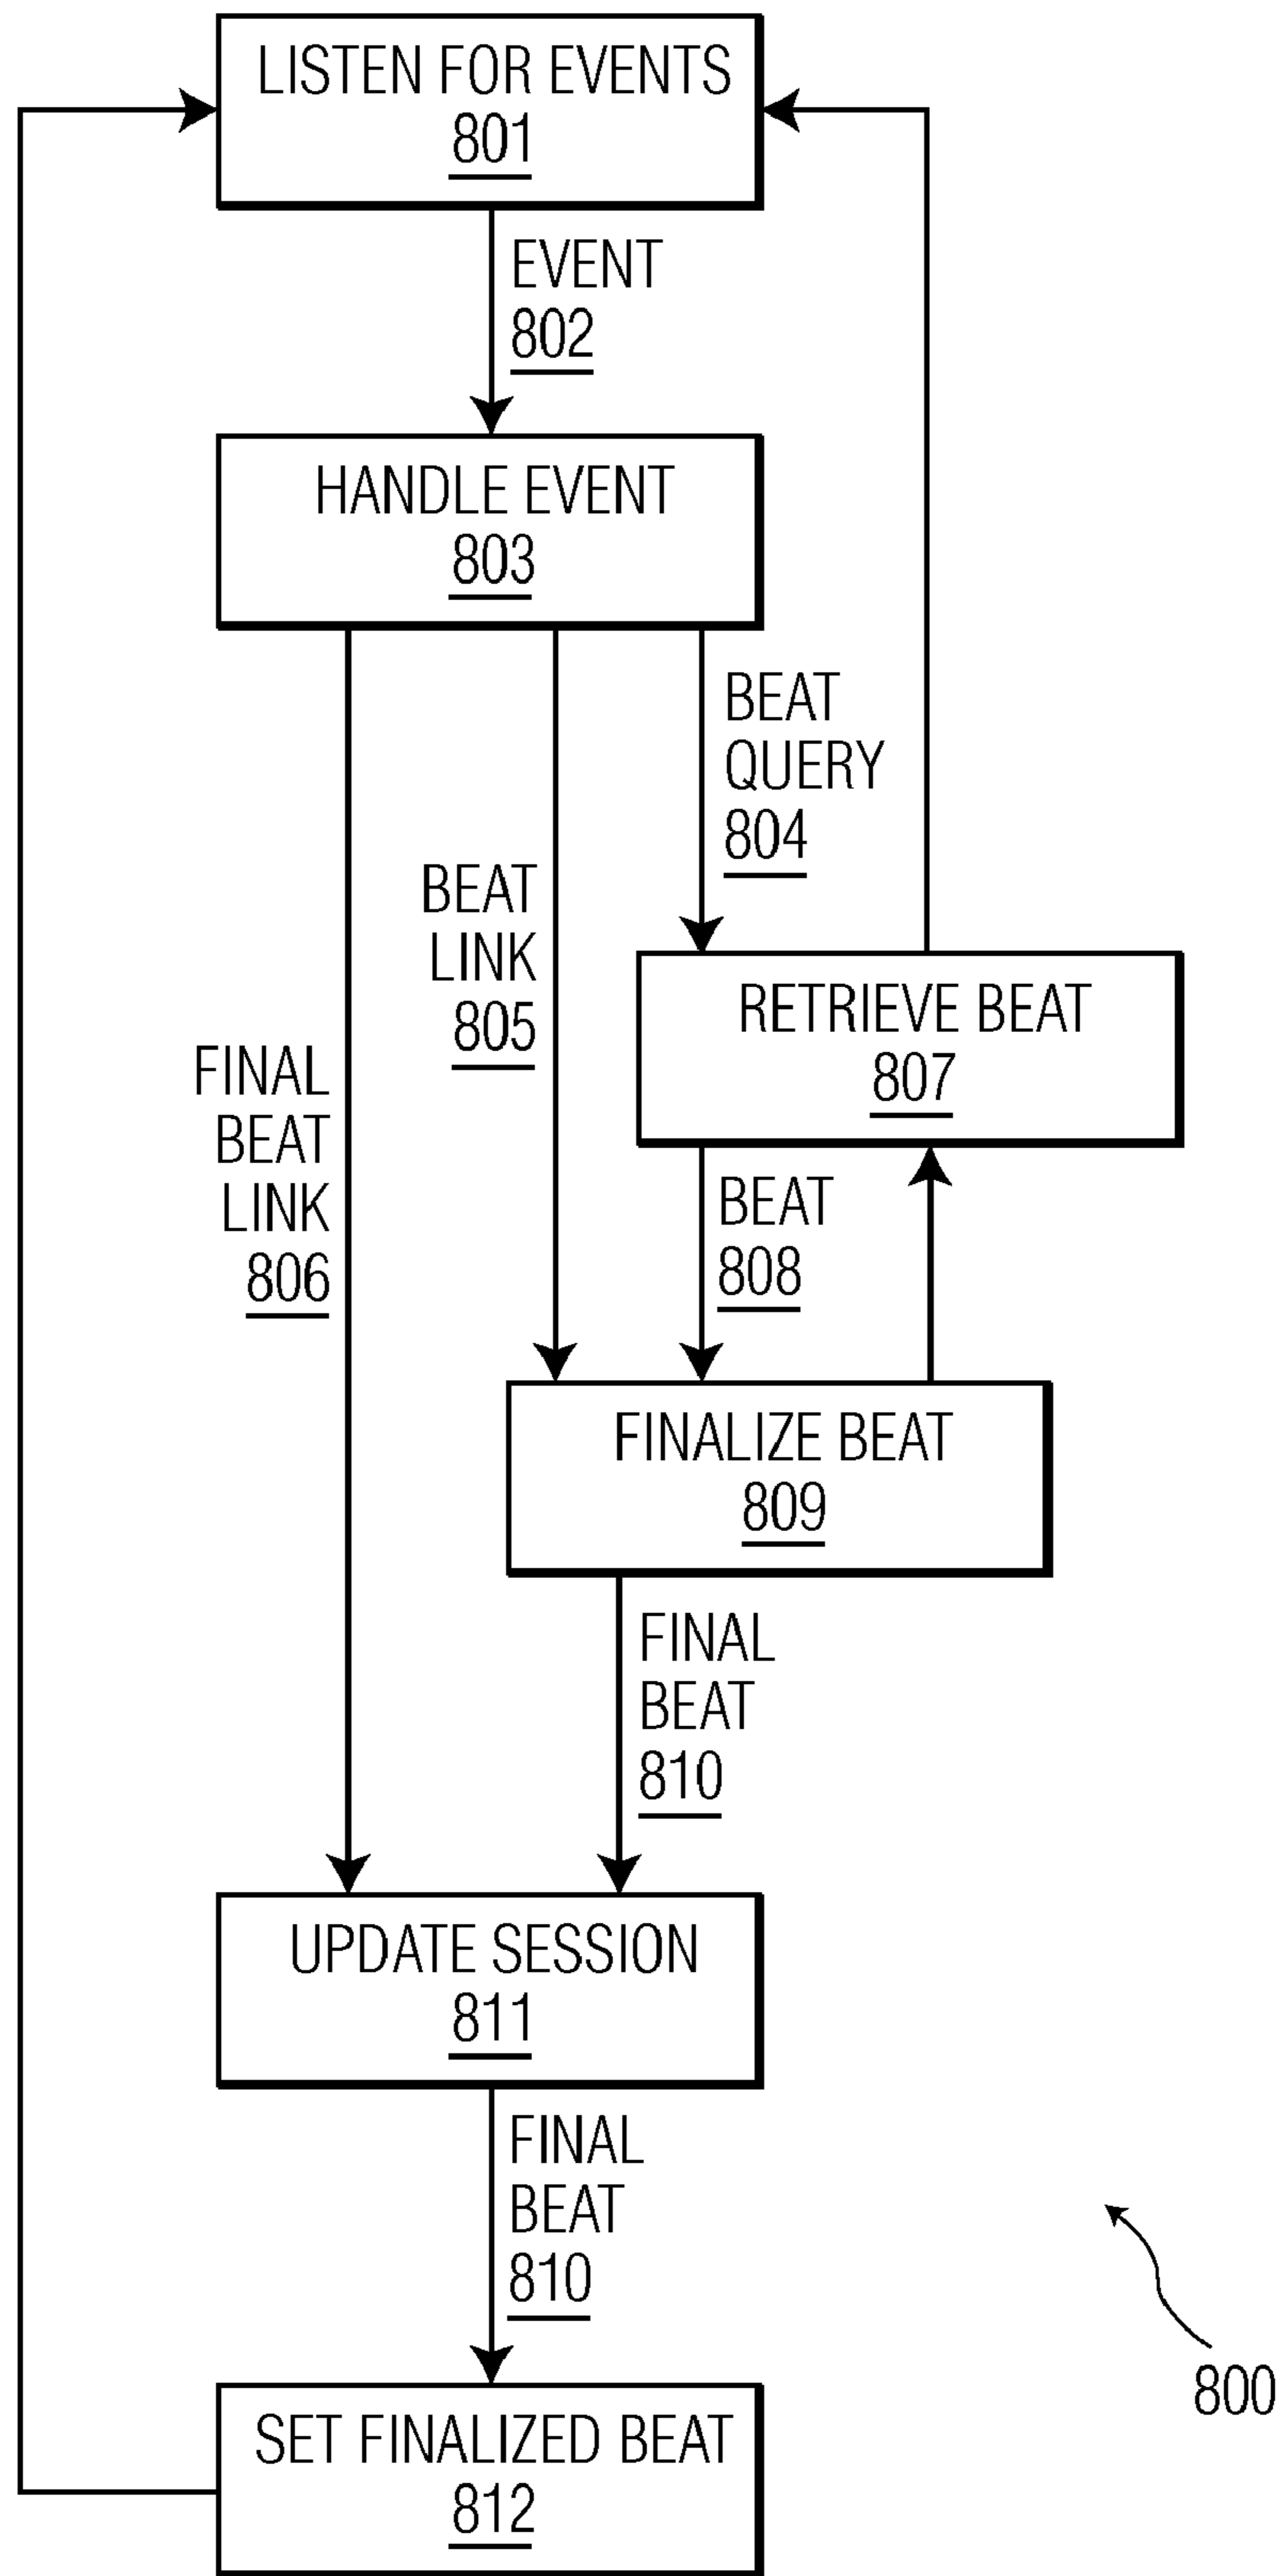 LISTEN FOR EVENTS
801
EVENT
802
HANDLE EVENT
803
BEAT
QUERY
804
BEAT
LINK
805
FINAL
BEAT
LINK
806
RETRIEVE BEAT
807
BEAT
808
FINALIZE BEAT
809
FINAL
BEAT
810
UPDATE SESSION
811
FINAL
BEAT
810
SET FINALIZED BEAT
812
800